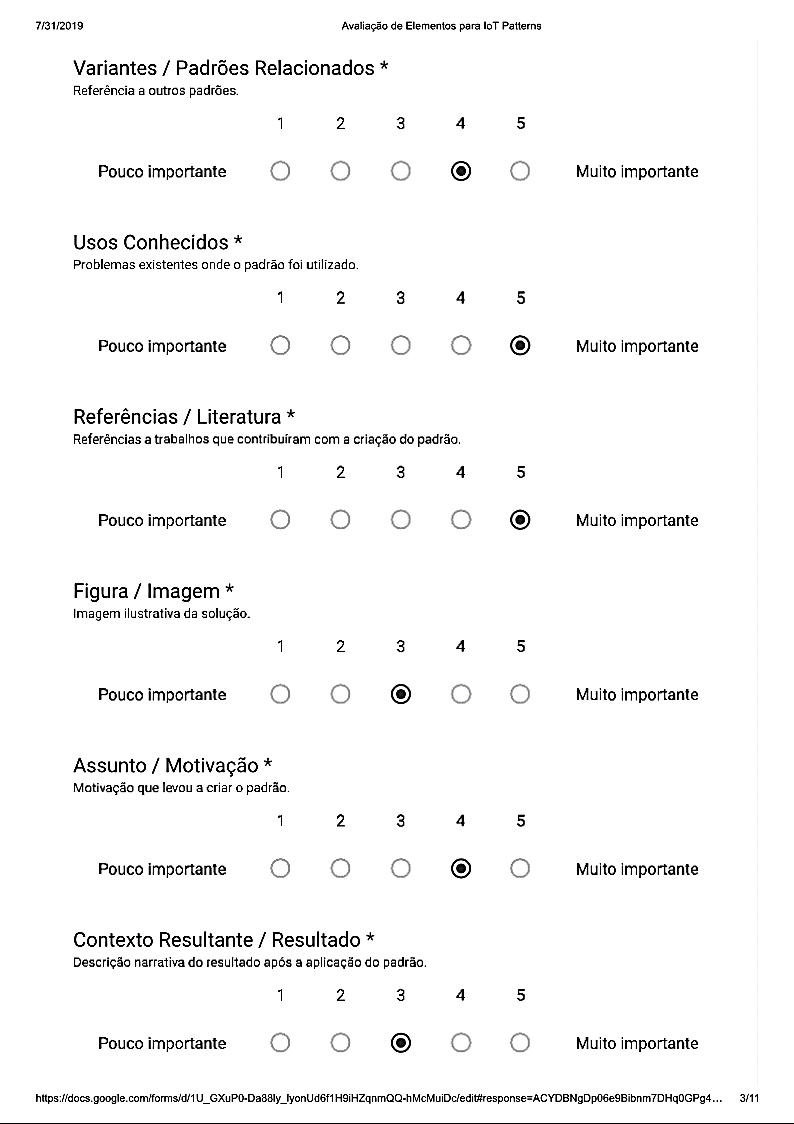 7/31/2019 Avaliação de Elementos para IoT Patterns
Variantes / Padrões Relacionados *
Referência a outros padrões.
1 2 3 4 5
Pouco importante Muito importante
Usos Conhecidos *
Problemas existentes onde o padrão foi utilizado.
1 2 3 4 5
Pouco importante Muito importante
Referências / Literatura *
Referências a trabalhos que contribuíram com a criação do padrão.
1 2 3 4 5
Pouco importante Muito importante
Figura / Imagem *
Imagem ilustrativa da solução.
1 2 3 4 5
Pouco importante Muito importante
Assunto / Motivação *
Motivação que levou a criar o padrão.
1 2 3 4 5
Pouco importante Muito importante
Contexto Resultante / Resultado *
Descrição narrativa do resultado após a aplicação do padrão.
1 2 3 4 5
Pouco importante Muito importante
https://docs.google.com/forms/d/1U_GXuP0-Da88ly_lyonUd6f1H9iHZqnmQQ-hMcMuiDc/edit#response=ACYDBNgDp06e9Bibnm7DHq0GPg4... 3/11